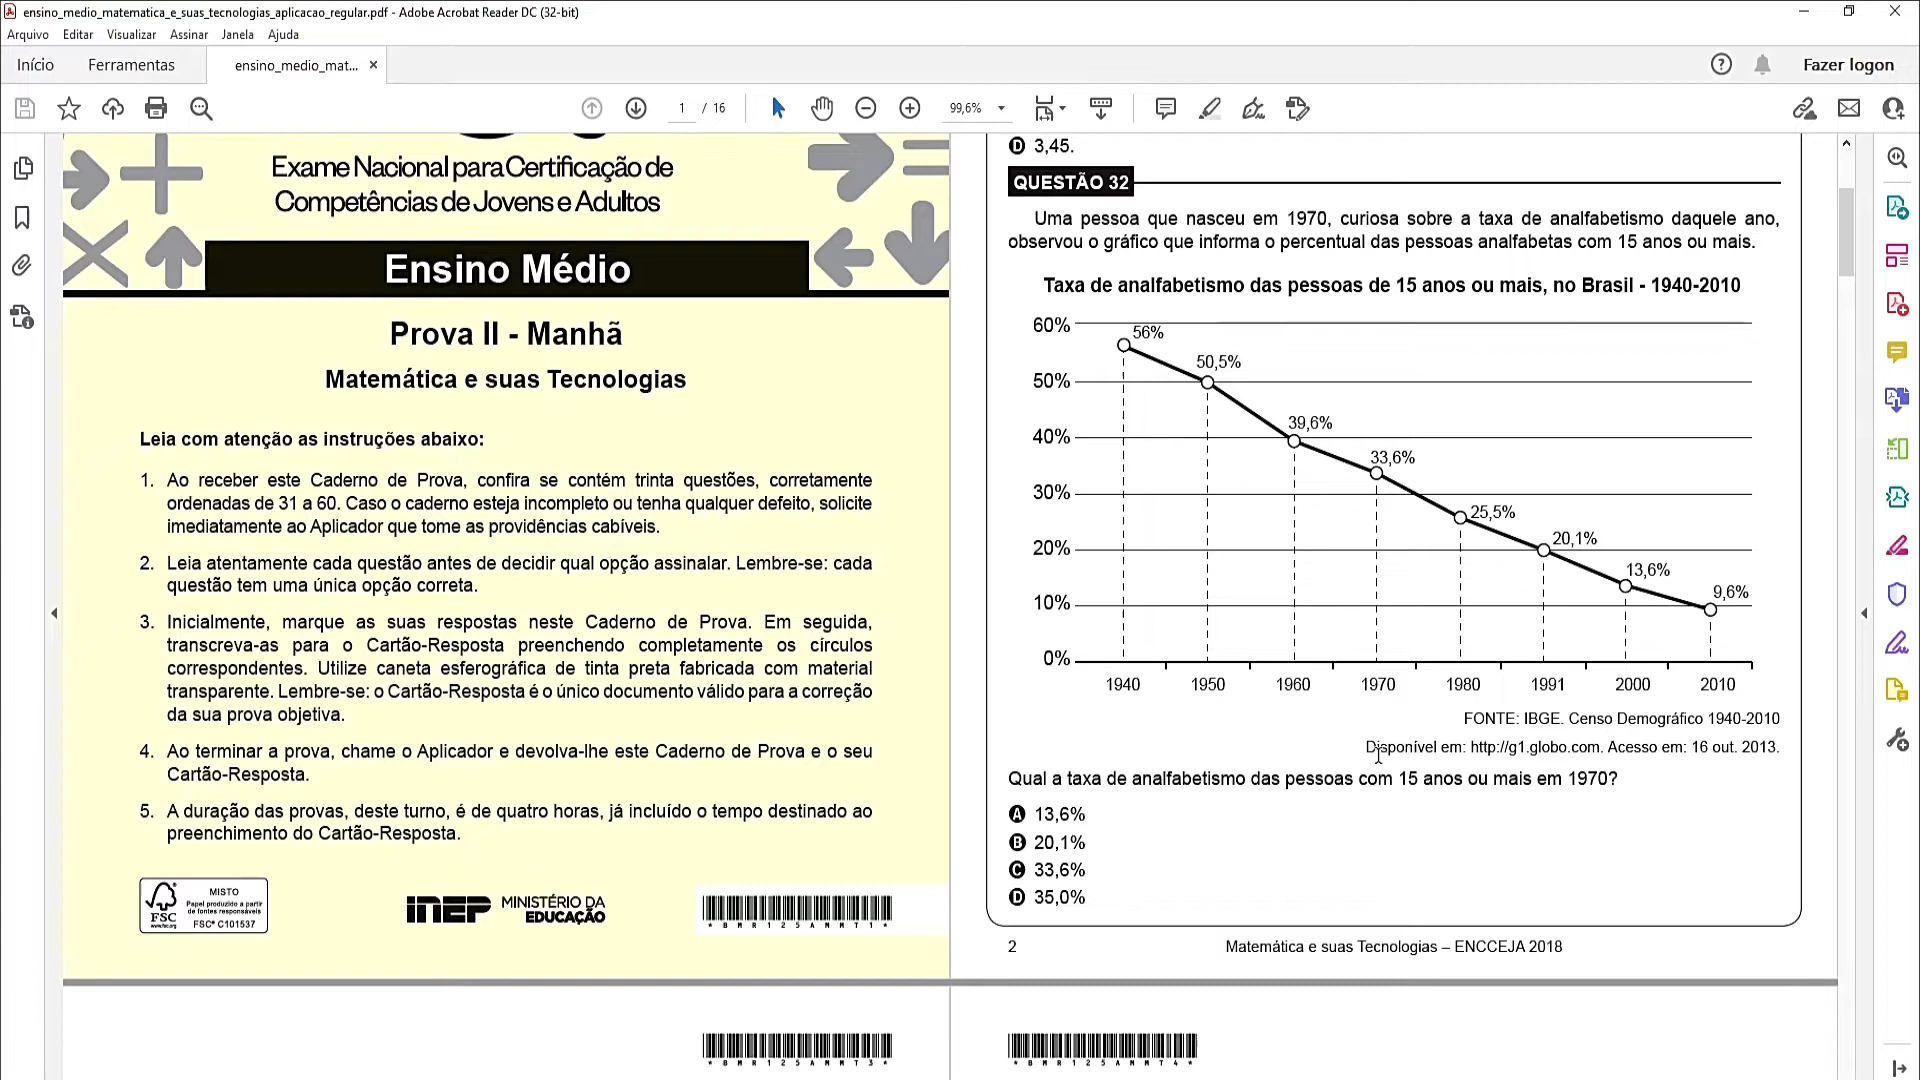 ensino_medio_matematica_e_suas_tecnologias_aplicacao_regular.pdf - Adobe Acrobat Reader DC (32-bit)
Arquivo Editar Visualizar Assinar Janela Ajuda
Início Ferramentas ensino_medio_mat... × Fazer logon
1 / 16 99,6%
Exame Nacional para Certificação de
Competências de Jovens e Adultos
Ensino Médio
Prova II - Manhã
Matemática e suas Tecnologias
Leia com atenção as instruções abaixo:
1. Ao receber este Caderno de Prova, confira se contém trinta questões, corretamente
ordenadas de 31 a 60. Caso o caderno esteja incompleto ou tenha qualquer defeito, solicite
imediatamente ao Aplicador que tome as providências cabíveis.
2. Leia atentamente cada questão antes de decidir qual opção assinalar. Lembre-se: cada
questão tem uma única opção correta.
3. Inicialmente, marque as suas respostas neste Caderno de Prova. Em seguida,
transcreva-as para o Cartão-Resposta preenchendo completamente os círculos
correspondentes. Utilize caneta esferográfica de tinta preta fabricada com material
transparente. Lembre-se: o Cartão-Resposta é o único documento válido para a correção
da sua prova objetiva.
4. Ao terminar a prova, chame o Aplicador e devolva-lhe este Caderno de Prova e o seu
Cartão-Resposta.
5. A duração das provas, deste turno, é de quatro horas, já incluído o tempo destinado ao
preenchimento do Cartão-Resposta.
FSC
www.fsc.org
MISTO
Papel produzido a partir
de fontes responsáveis
FSC® C101537
inep
MINISTÉRIO DA
EDUCAÇÃO
*BMR125AMMT1*
D 3,45.
QUESTÃO 32
Uma pessoa que nasceu em 1970, curiosa sobre a taxa de analfabetismo daquele ano,
observou o gráfico que informa o percentual das pessoas analfabetas com 15 anos ou mais.
Taxa de analfabetismo das pessoas de 15 anos ou mais, no Brasil - 1940-2010
60%
56%
50,5%
50%
39,6%
40%
33,6%
30%
25,5%
20%
20,1%
13,6%
10%
9,6%
0%
1940 1950 1960 1970 1980 1991 2000 2010
FONTE: IBGE. Censo Demográfico 1940-2010
Disponível em: http://g1.globo.com. Acesso em: 16 out. 2013.
Qual a taxa de analfabetismo das pessoas com 15 anos ou mais em 1970?
A 13,6%
B 20,1%
C 33,6%
D 35,0%
2 Matemática e suas Tecnologias – ENCCEJA 2018
*BMR125AMMT3*
*BMR125AMMT4*